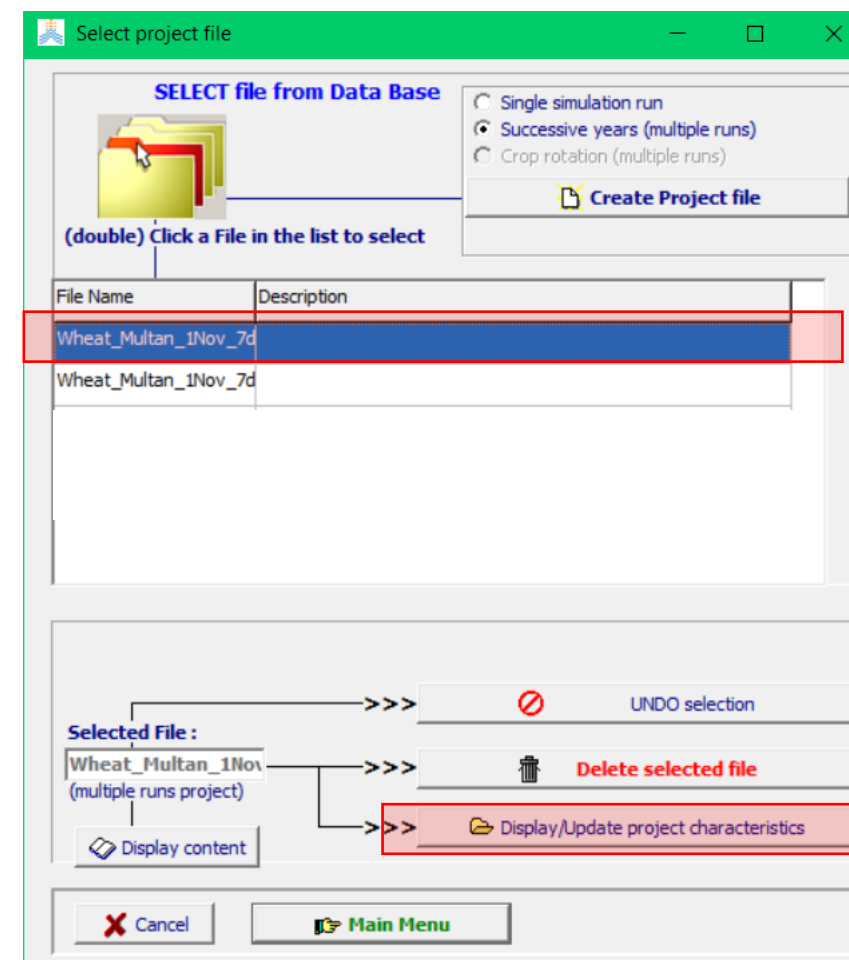 Select project file
SELECT file from Data Base
Single simulation run
Successive years (multiple runs)
Crop rotation (multiple runs)
Create Project file
(double) Click a File in the list to select
File Name Description
Wheat_Multan_1Nov_7d
Wheat_Multan_1Nov_7d
>>> UNDO selection
Selected File :
Wheat_Multan_1Nov >>> Delete selected file
(multiple runs project)
>>> Display/Update project characteristics
Display content
Cancel Main Menu